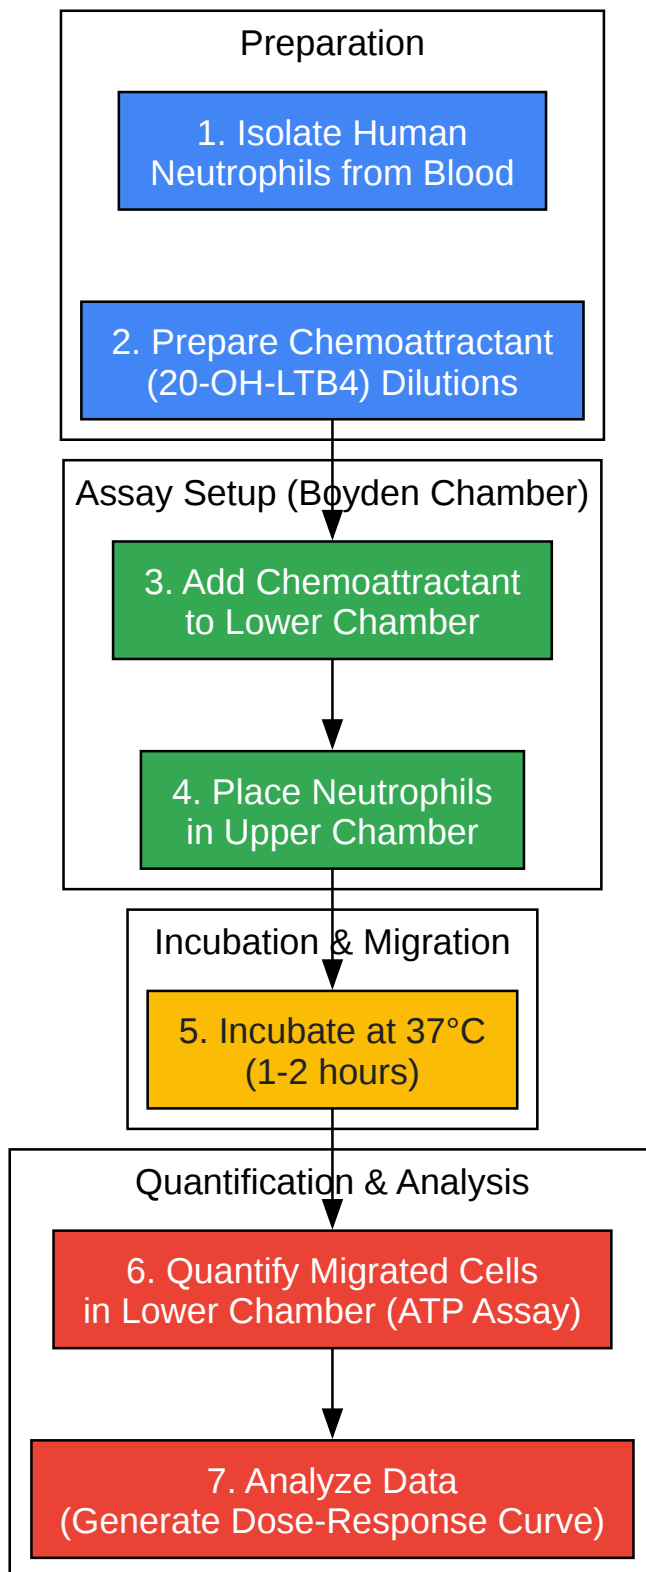 Preparation
1. Isolate Human
Neutrophils from Blood
2. Prepare Chemoattractant
(20-OH-LTB4) Dilutions
Assay Setup (Boyden Chamber)
3. Add Chemoattractant
to Lower Chamber
4. Place Neutrophils
in Upper Chamber
Incubation & Migration
5. Incubate at 37°C
(1-2 hours)
Quantification & Analysis
6. Quantify Migrated Cells
in Lower Chamber (ATP Assay)
7. Analyze Data
(Generate Dose-Response Curve)